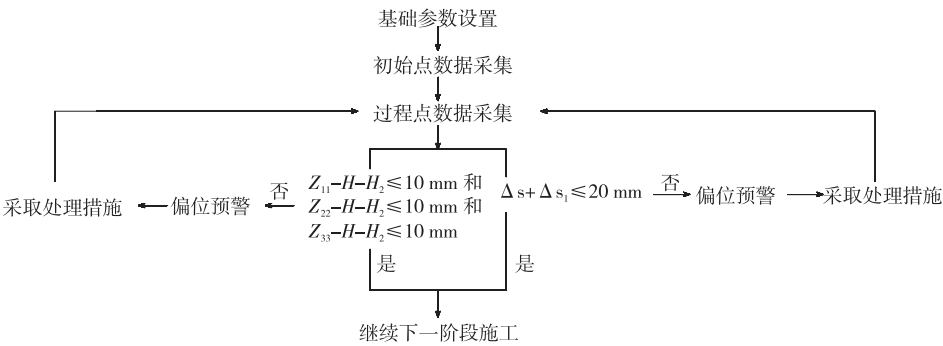 基础参数设置
初始点数据采集
过程点数据采集
Z₁₁–H–H₂≤10 mm 和
Z₂₂–H–H₂≤10 mm 和
Z₃₃–H–H₂≤10 mm
否
偏位预警
采取处理措施
Δs+Δs₁≤20 mm
否
偏位预警
采取处理措施
是
是
继续下一阶段施工